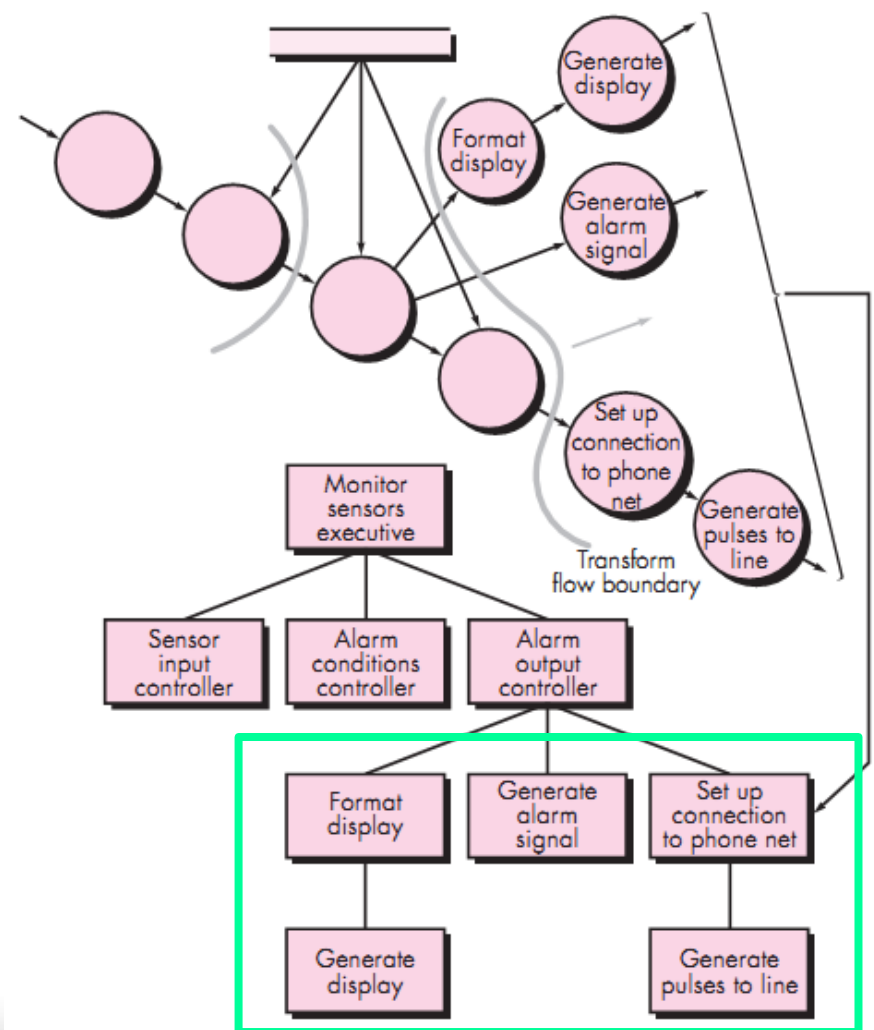 Generate
display
Format
display
Generate
alarm
signal
Set up
connection
to phone
net
Generate
pulses to
line
Transform
flow boundary
Monitor
sensors
executive
Sensor
input
controller
Alarm
conditions
controller
Alarm
output
controller
Format
display
Generate
alarm
signal
Set up
connection
to phone net
Generate
display
Generate
pulses to line